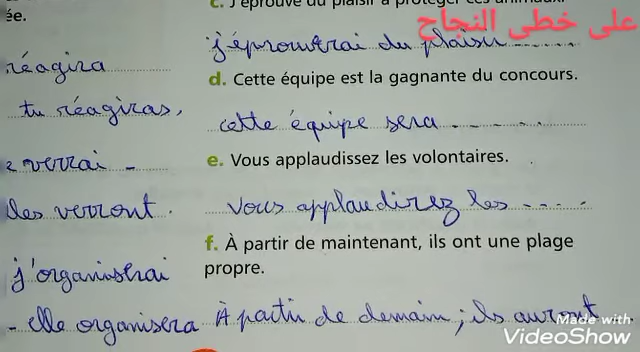 c. J'éprouve du plaisir à protéger ces animaux.
ée.
على خطى النجاح
j'éprouverai du plaisir ......
réagira
d. Cette équipe est la gagnante du concours.
tu réagiras,
cette équipe sera ......
verrai -
e. Vous applaudissez les volontaires.
les verront.
vous applaudirez les ....
f. À partir de maintenant, ils ont une plage
propre.
j'organiserai
- elle organisera
À partir de demain, ils auront
Made with
VideoShow